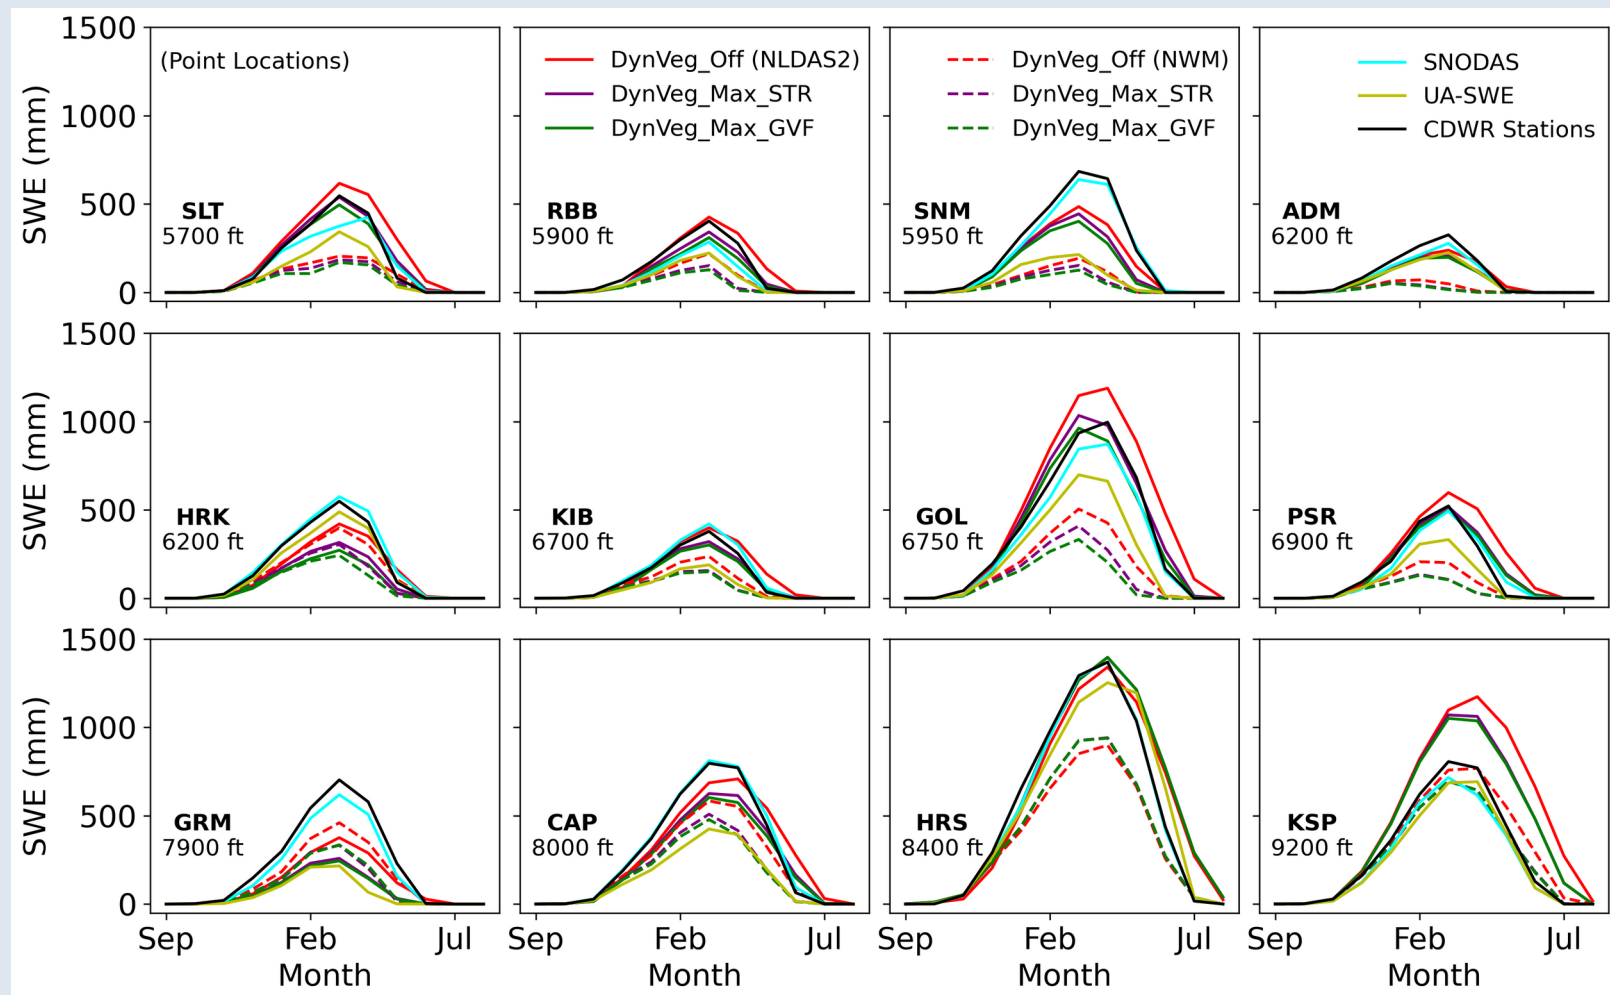 SWE (mm)
1500
1000
500
0
(Point Locations)
SLT
5700 ft
DynVeg_Off (NLDAS2)
DynVeg_Max_STR
DynVeg_Max_GVF
RBB
5900 ft
DynVeg_Off (NWM)
DynVeg_Max_STR
DynVeg_Max_GVF
SNM
5950 ft
SNODAS
UA-SWE
CDWR Stations
ADM
6200 ft
SWE (mm)
1500
1000
500
0
HRK
6200 ft
KIB
6700 ft
GOL
6750 ft
PSR
6900 ft
SWE (mm)
1500
1000
500
0
GRM
7900 ft
CAP
8000 ft
HRS
8400 ft
KSP
9200 ft
Sep Feb Jul
Month
Sep Feb Jul
Month
Sep Feb Jul
Month
Sep Feb Jul
Month